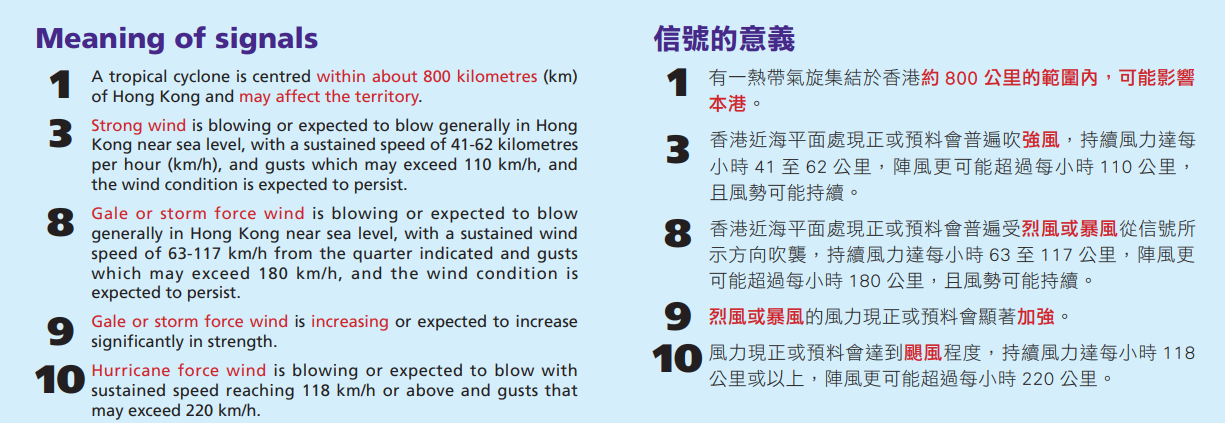 Meaning of signals
1 A tropical cyclone is centred within about 800 kilometres (km)
of Hong Kong and may affect the territory.
3 Strong wind is blowing or expected to blow generally in Hong
Kong near sea level, with a sustained speed of 41-62 kilometres
per hour (km/h), and gusts which may exceed 110 km/h, and
the wind condition is expected to persist.
8 Gale or storm force wind is blowing or expected to blow
generally in Hong Kong near sea level, with a sustained wind
speed of 63-117 km/h from the quarter indicated and gusts
which may exceed 180 km/h, and the wind condition is
expected to persist.
9 Gale or storm force wind is increasing or expected to increase
significantly in strength.
10 Hurricane force wind is blowing or expected to blow with
sustained speed reaching 118 km/h or above and gusts that
may exceed 220 km/h.
信號的意義
1 有一熱帶氣旋集結於香港約 800 公里的範圍內，可能影響
本港。
3 香港近海平面處現正或預料會普遍吹強風，持續風力達每
小時 41 至 62 公里，陣風更可能超過每小時 110 公里，
且風勢可能持續。
8 香港近海平面處現正或預料會普遍受烈風或暴風從信號所
示方向吹襲，持續風力達每小時 63 至 117 公里，陣風更
可能超過每小時 180 公里，且風勢可能持續。
9 烈風或暴風的風力現正或預料會顯著加強。
10 風力現正或預料會達到颶風程度，持續風力達每小時 118
公里或以上，陣風更可能超過每小時 220 公里。